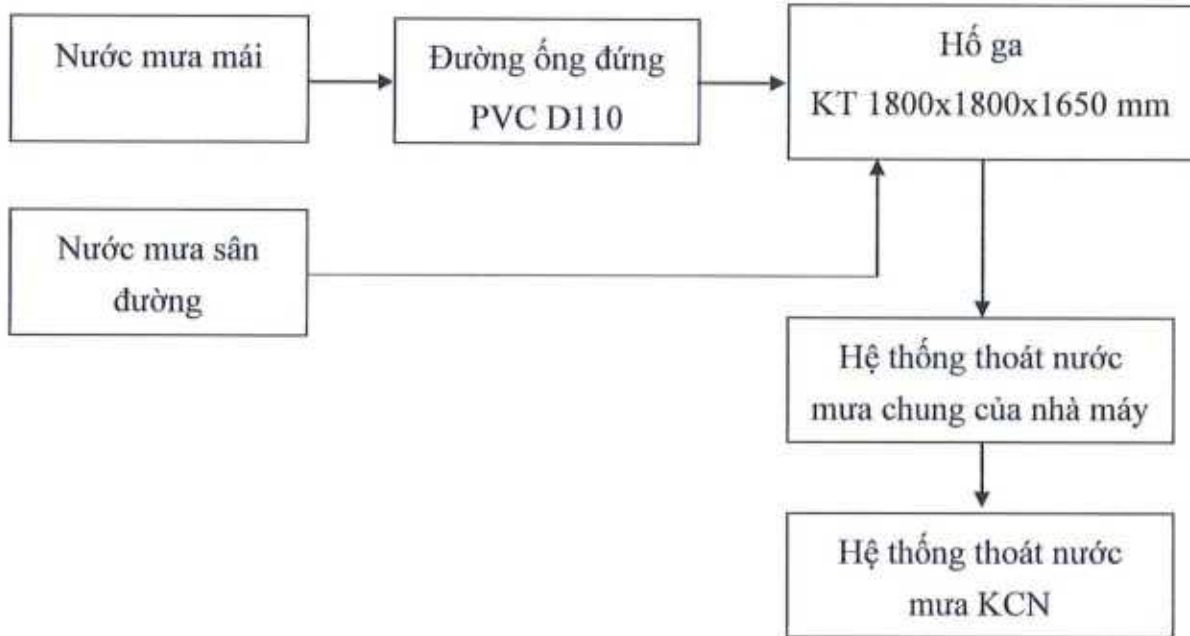 Nước mưa mái
Đường ống đứng
PVC D110
Hố ga
KT 1800x1800x1650 mm
Nước mưa sân
đường
Hệ thống thoát nước
mưa chung của nhà máy
Hệ thống thoát nước
mưa KCN